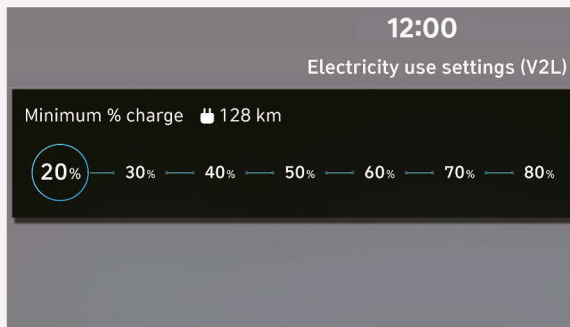 12:00
Electricity use settings (V2L)
Minimum % charge 128 km
20% 30% 40% 50% 60% 70% 80%